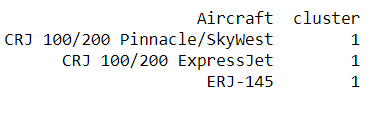 Aircraft cluster
CRJ 100/200 Pinnacle/SkyWest 1
CRJ 100/200 ExpressJet 1
ERJ-145 1